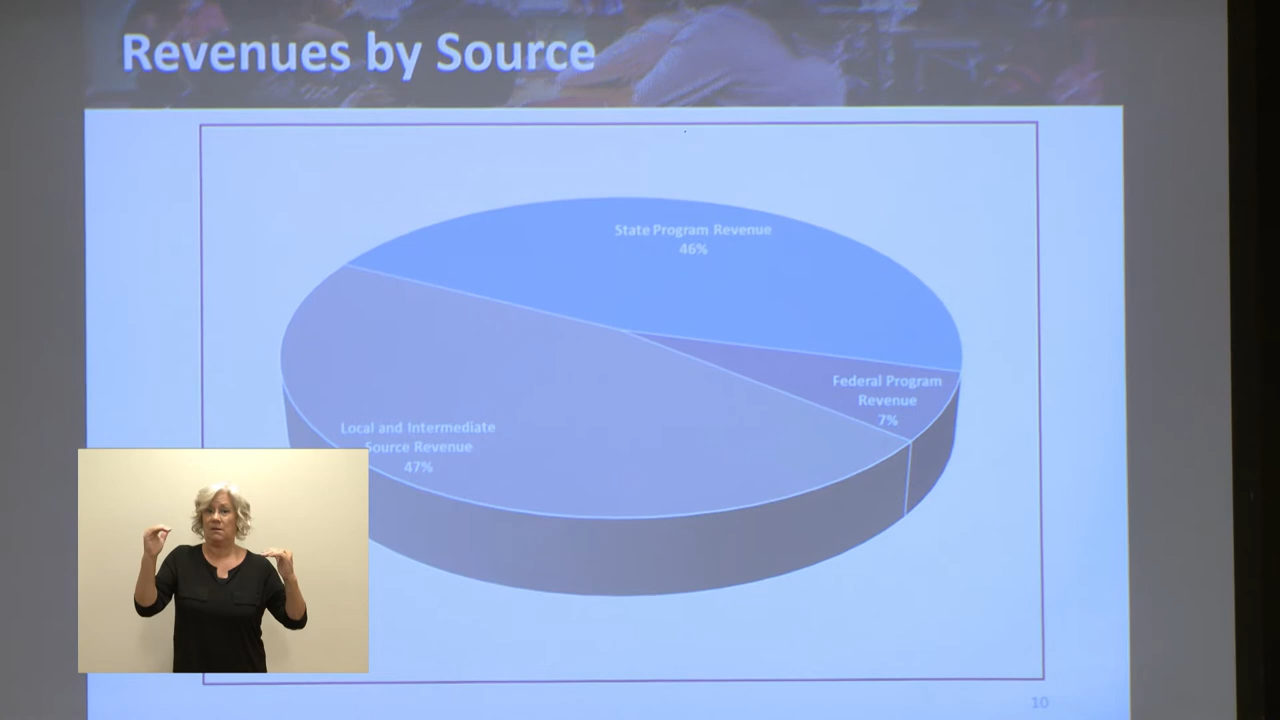 Revenues by Source
State Program Revenue
46%
Federal Program
Revenue
7%
Local and Intermediate
Source Revenue
47%
10